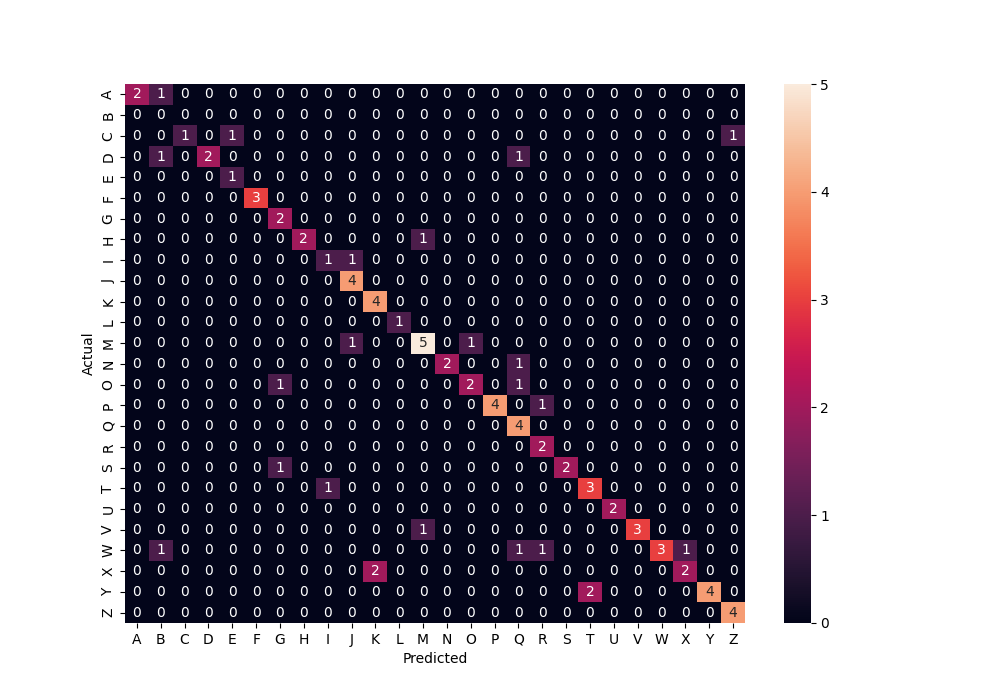 A 2 1 0 0 0 0 0 0 0 0 0 0 0 0 0 0 0 0 0 0 0 0 0 0 0 0
B 0 0 0 0 0 0 0 0 0 0 0 0 0 0 0 0 0 0 0 0 0 0 0 0 0 0
C 0 0 1 0 1 0 0 0 0 0 0 0 0 0 0 0 0 0 0 0 0 0 0 0 0 1
D 0 1 0 2 0 0 0 0 0 0 0 0 0 0 0 0 1 0 0 0 0 0 0 0 0 0
E 0 0 0 0 1 0 0 0 0 0 0 0 0 0 0 0 0 0 0 0 0 0 0 0 0 0
F 0 0 0 0 0 3 0 0 0 0 0 0 0 0 0 0 0 0 0 0 0 0 0 0 0 0
G 0 0 0 0 0 0 2 0 0 0 0 0 0 0 0 0 0 0 0 0 0 0 0 0 0 0
H 0 0 0 0 0 0 0 2 0 0 0 0 1 0 0 0 0 0 0 0 0 0 0 0 0 0
I 0 0 0 0 0 0 0 0 1 1 0 0 0 0 0 0 0 0 0 0 0 0 0 0 0 0
J 0 0 0 0 0 0 0 0 0 4 0 0 0 0 0 0 0 0 0 0 0 0 0 0 0 0
K 0 0 0 0 0 0 0 0 0 0 4 0 0 0 0 0 0 0 0 0 0 0 0 0 0 0
L 0 0 0 0 0 0 0 0 0 0 0 1 0 0 0 0 0 0 0 0 0 0 0 0 0 0
M 0 0 0 0 0 0 0 0 0 1 0 0 5 0 1 0 0 0 0 0 0 0 0 0 0 0
N 0 0 0 0 0 0 0 0 0 0 0 0 0 2 0 0 1 0 0 0 0 0 0 0 0 0
O 0 0 0 0 0 0 1 0 0 0 0 0 0 0 2 0 1 0 0 0 0 0 0 0 0 0
P 0 0 0 0 0 0 0 0 0 0 0 0 0 0 0 4 0 1 0 0 0 0 0 0 0 0
Q 0 0 0 0 0 0 0 0 0 0 0 0 0 0 0 0 4 0 0 0 0 0 0 0 0 0
R 0 0 0 0 0 0 0 0 0 0 0 0 0 0 0 0 0 2 0 0 0 0 0 0 0 0
S 0 0 0 0 0 0 1 0 0 0 0 0 0 0 0 0 0 0 2 0 0 0 0 0 0 0
T 0 0 0 0 0 0 0 0 1 0 0 0 0 0 0 0 0 0 0 3 0 0 0 0 0 0
U 0 0 0 0 0 0 0 0 0 0 0 0 0 0 0 0 0 0 0 0 2 0 0 0 0 0
V 0 0 0 0 0 0 0 0 0 0 0 0 1 0 0 0 0 0 0 0 0 3 0 0 0 0
W 0 1 0 0 0 0 0 0 0 0 0 0 0 0 0 0 1 1 0 0 0 0 3 1 0 0
X 0 0 0 0 0 0 0 0 0 0 2 0 0 0 0 0 0 0 0 0 0 0 0 2 0 0
Y 0 0 0 0 0 0 0 0 0 0 0 0 0 0 0 0 0 0 0 2 0 0 0 0 4 0
Z 0 0 0 0 0 0 0 0 0 0 0 0 0 0 0 0 0 0 0 0 0 0 0 0 0 4
A B C D E F G H I J K L M N O P Q R S T U V W X Y Z
Predicted
Actual
5
4
3
2
1
0